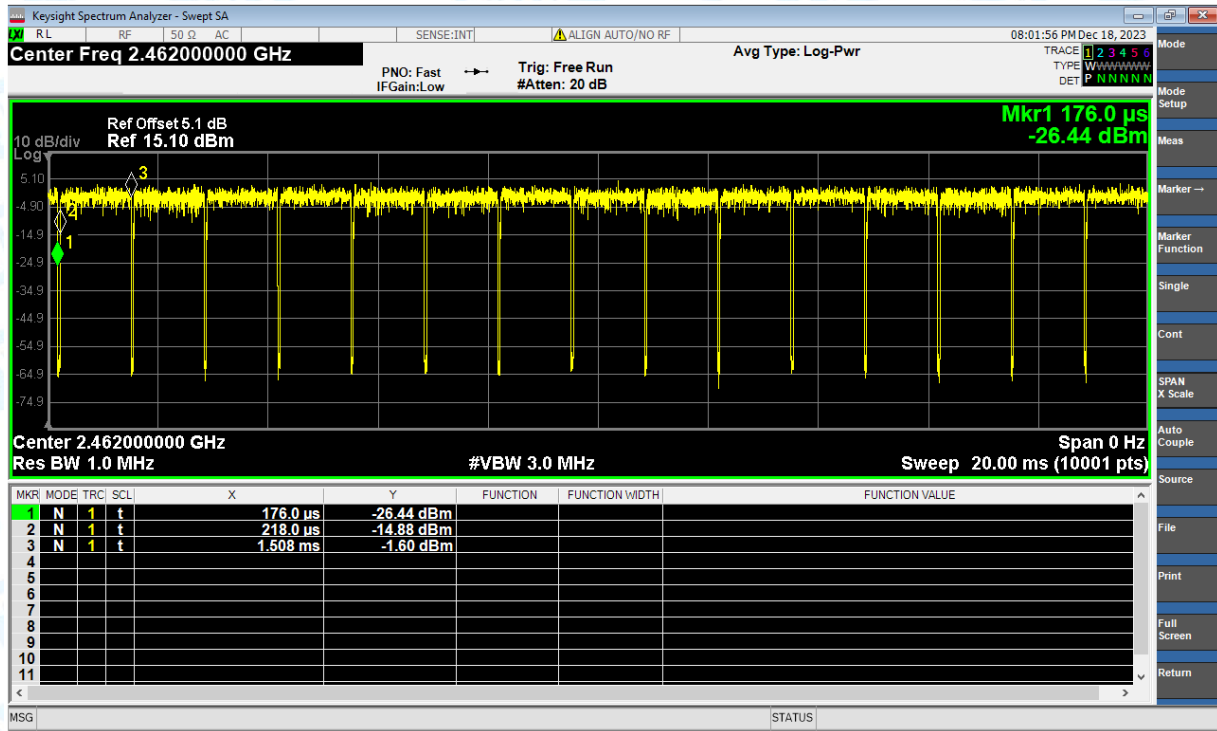 Keysight Spectrum Analyzer - Swept SA
LXI RL RF 50 Ω AC SENSE:INT ALIGN AUTO/NO RF 08:01:56 PM Dec 18, 2023
Center Freq 2.462000000 GHz
PNO: Fast
IFGain:Low
Trig: Free Run
#Atten: 20 dB
Avg Type: Log-Pwr
TRACE 1 2 3 4 5 6
TYPE WWWWWW
DET P N N N N N
Ref Offset 5.1 dB
10 dB/div Ref 15.10 dBm
Log
Mkr1 176.0 µs
-26.44 dBm
5.10
-4.90
-14.9
-24.9
-34.9
-44.9
-54.9
-64.9
-74.9
3
2
1
Center 2.462000000 GHz Span 0 Hz
Res BW 1.0 MHz #VBW 3.0 MHz Sweep 20.00 ms (10001 pts)
MKR MODE TRC SCL X Y FUNCTION FUNCTION WIDTH FUNCTION VALUE
1 N 1 t 176.0 µs -26.44 dBm
2 N 1 t 218.0 µs -14.88 dBm
3 N 1 t 1.508 ms -1.60 dBm
4
5
6
7
8
9
10
11
MSG STATUS
Mode
Mode
Setup
Meas
Marker →
Marker
Function
Single
Cont
SPAN
X Scale
Auto
Couple
Source
File
Print
Full
Screen
Return